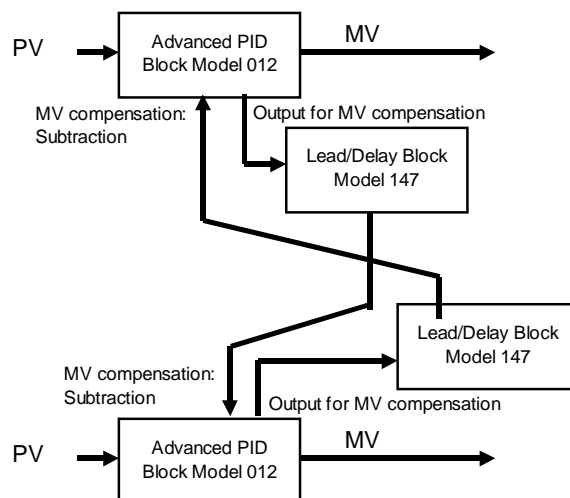 PV
Advanced PID
Block Model 012
MV
MV compensation:
Subtraction
Output for MV compensation
Lead/Delay Block
Model 147
Lead/Delay Block
Model 147
MV compensation:
Subtraction
Output for MV compensation
PV
Advanced PID
Block Model 012
MV